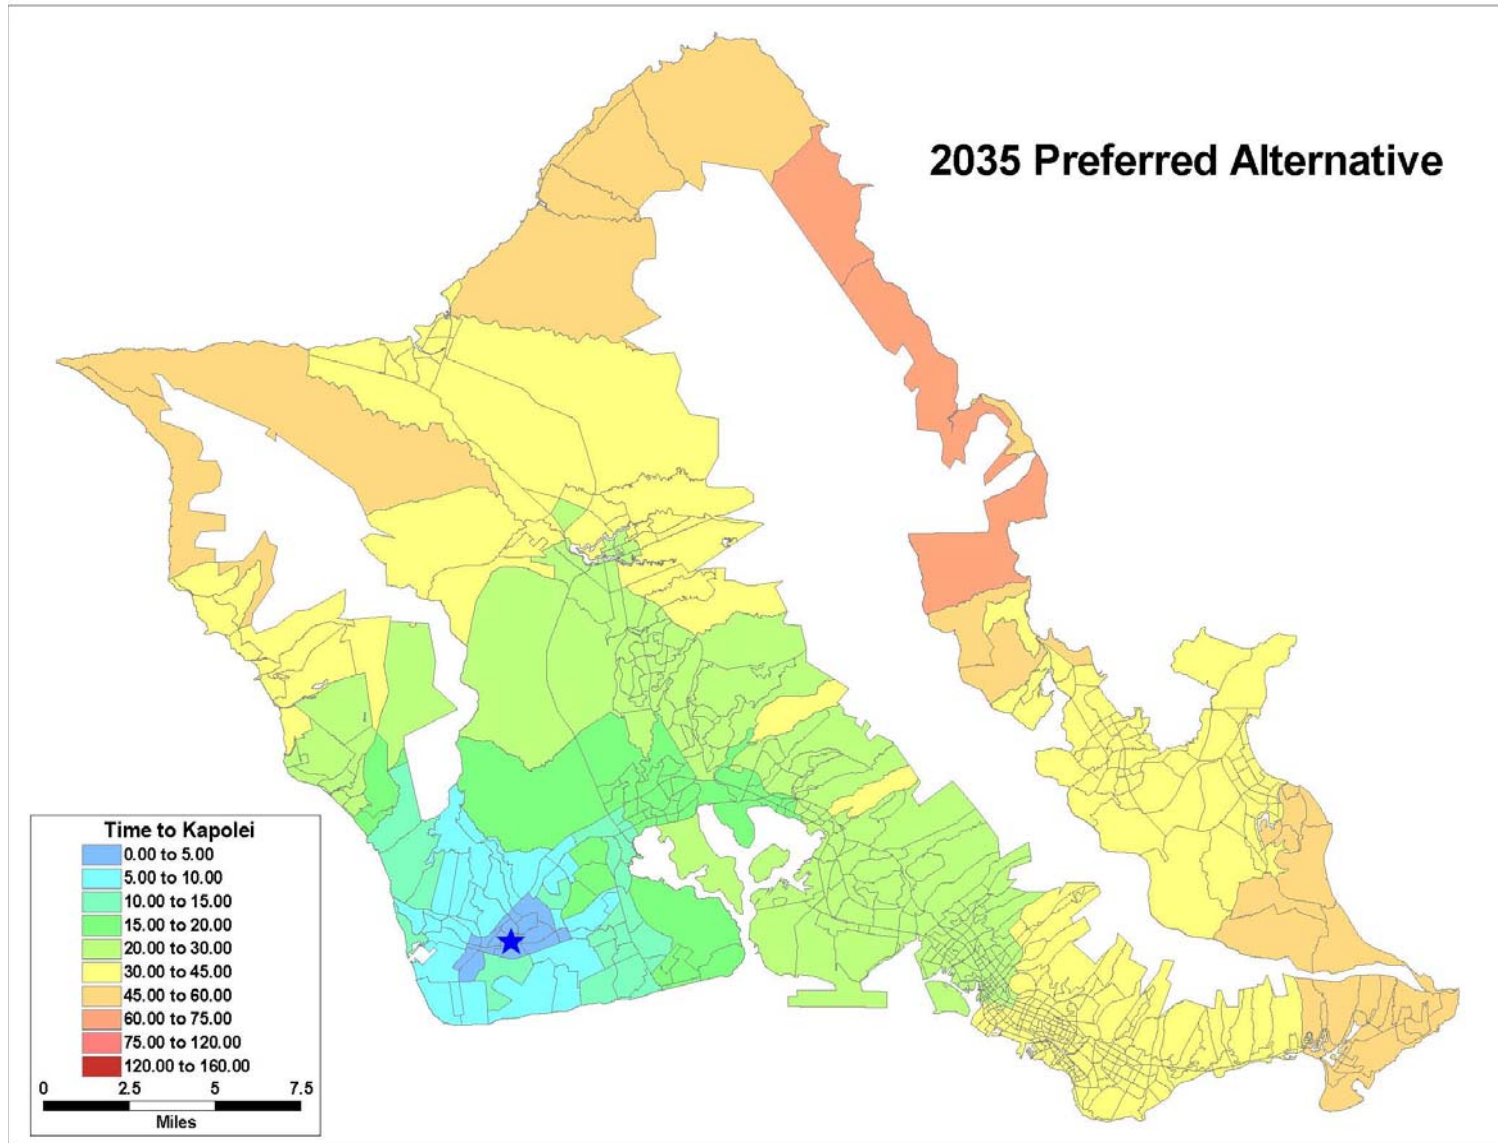 2035 Preferred Alternative
Time to Kapolei
0.00 to 5.00
5.00 to 10.00
10.00 to 15.00
15.00 to 20.00
20.00 to 30.00
30.00 to 45.00
45.00 to 60.00
60.00 to 75.00
75.00 to 120.00
120.00 to 160.00
0 2.5 5 7.5
Miles